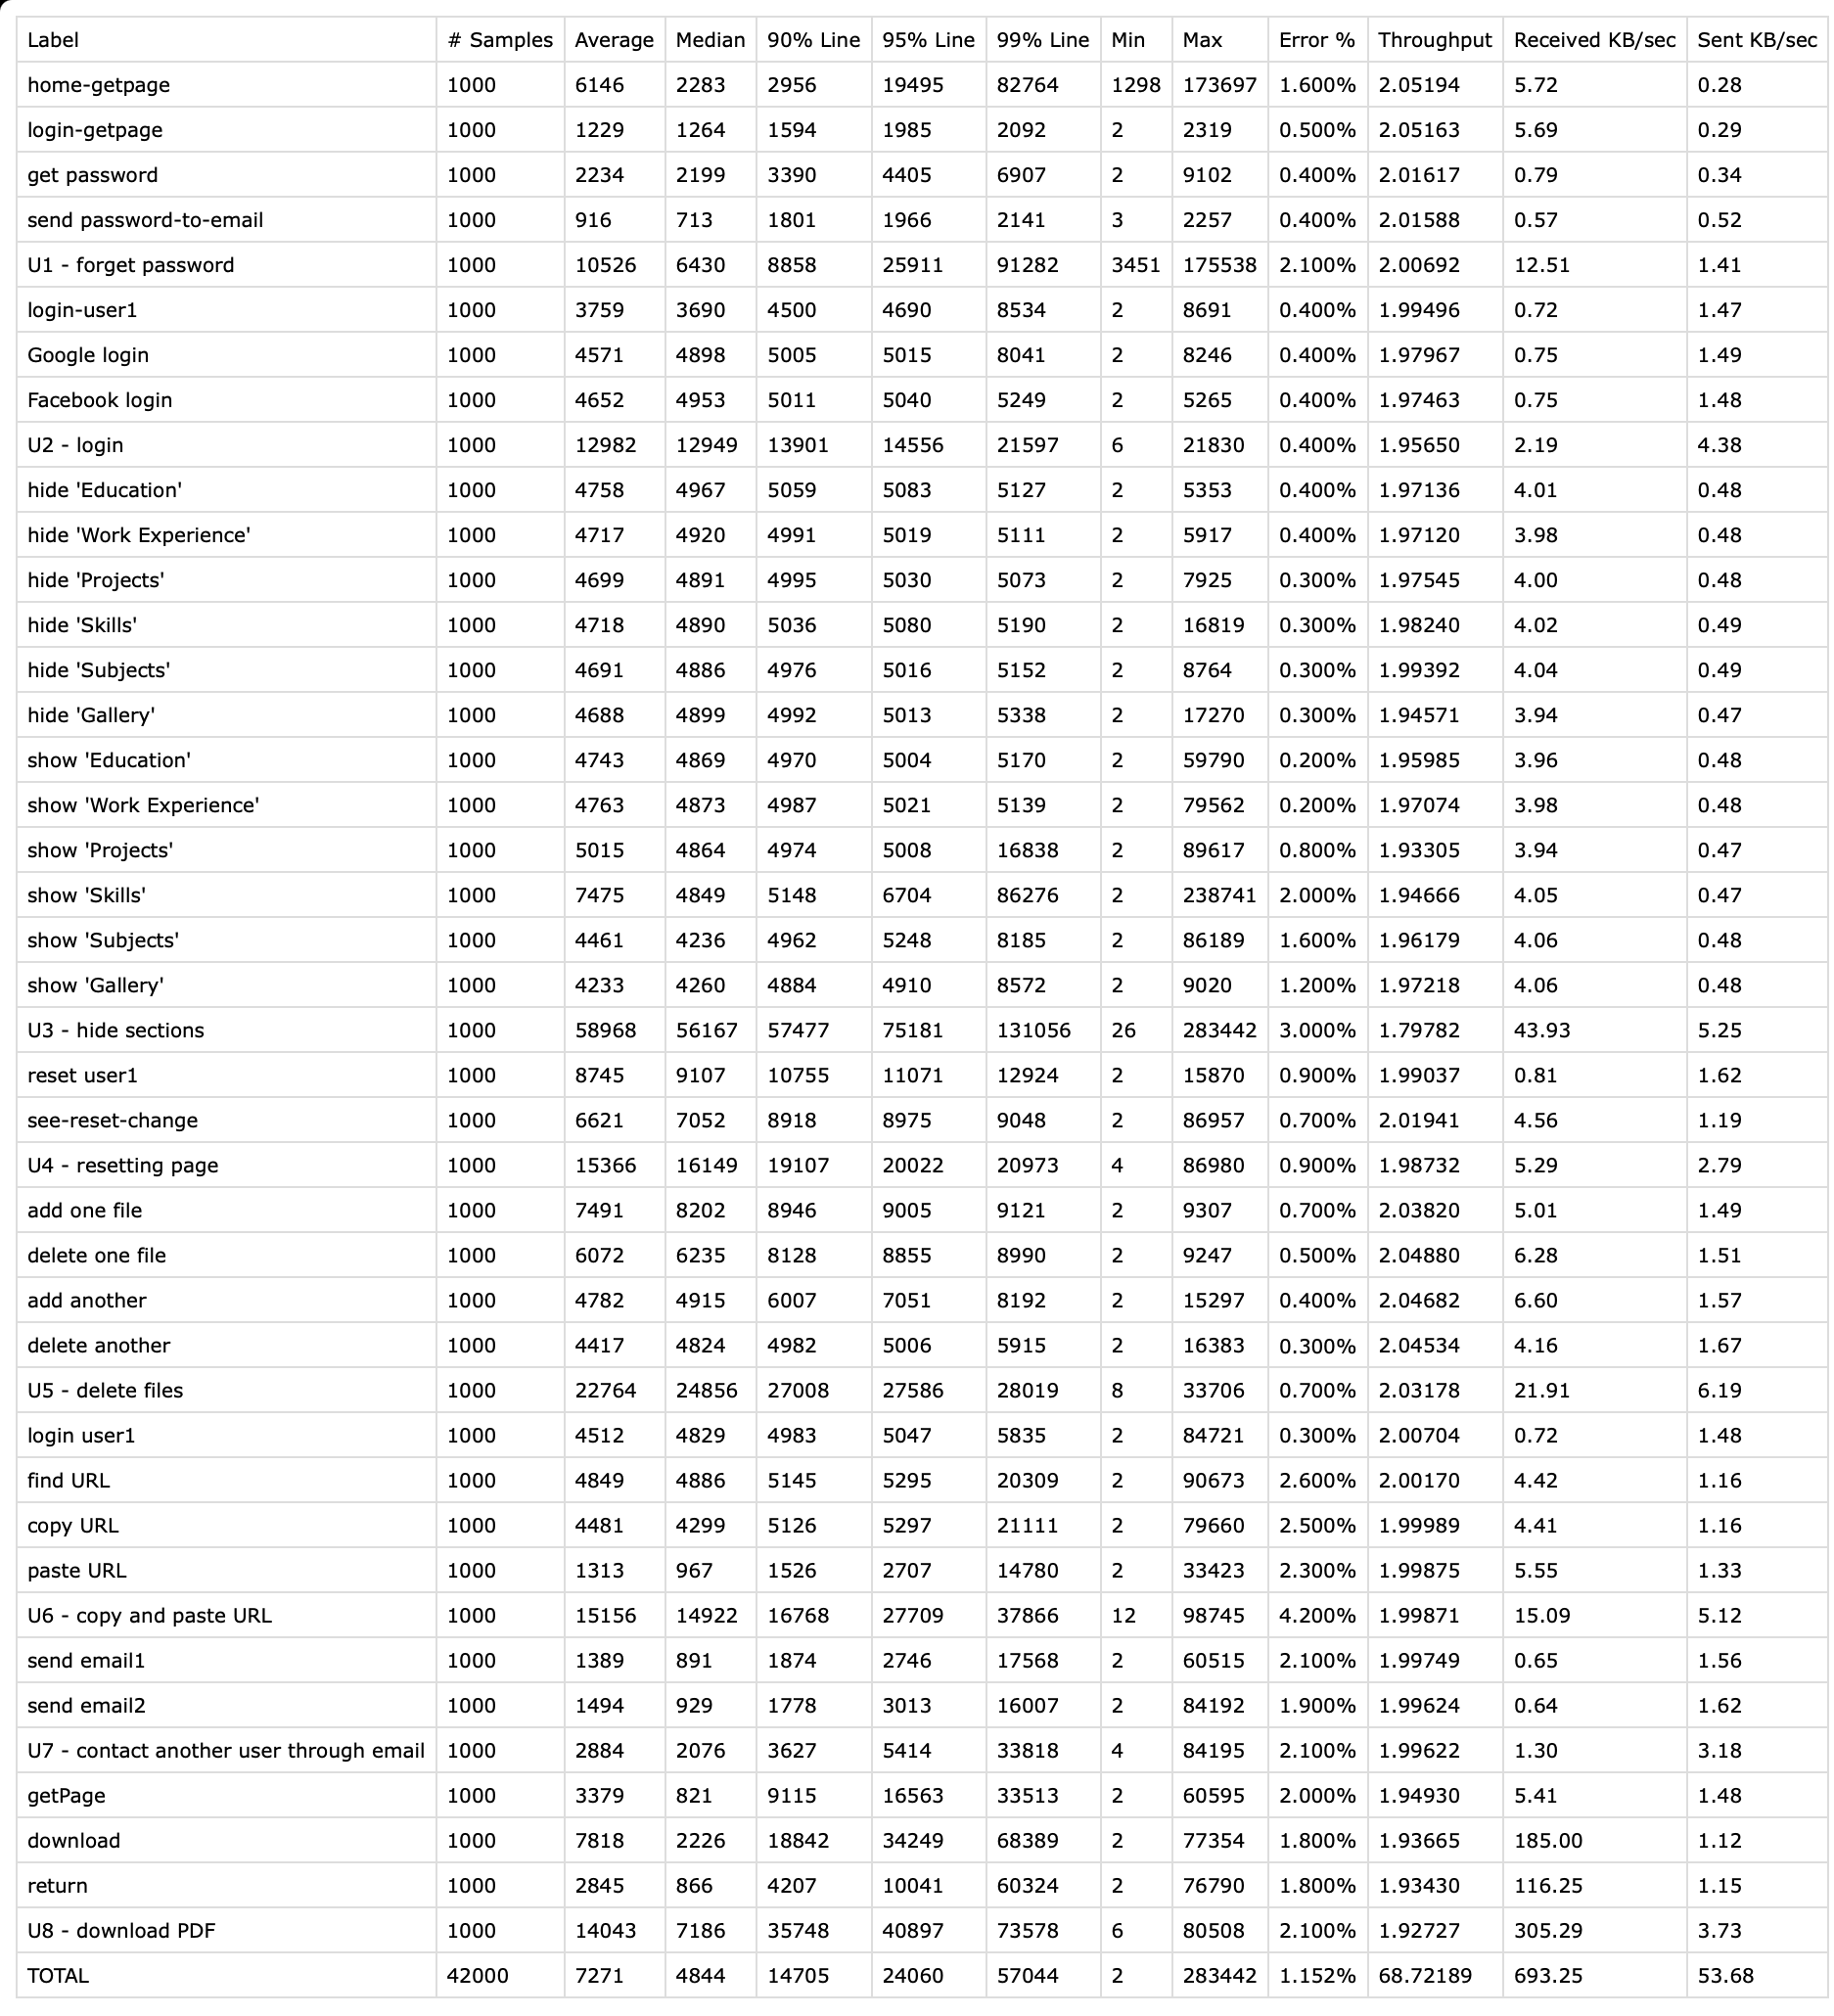 Label # Samples Average Median 90% Line 95% Line 99% Line Min Max Error % Throughput Received KB/sec Sent KB/sec
home-getpage 1000 6146 2283 2956 19495 82764 1298 173697 1.600% 2.05194 5.72 0.28
login-getpage 1000 1229 1264 1594 1985 2092 2 2319 0.500% 2.05163 5.69 0.29
get password 1000 2234 2199 3390 4405 6907 2 9102 0.400% 2.01617 0.79 0.34
send password-to-email 1000 916 713 1801 1966 2141 3 2257 0.400% 2.01588 0.57 0.52
U1 - forget password 1000 10526 6430 8858 25911 91282 3451 175538 2.100% 2.00692 12.51 1.41
login-user1 1000 3759 3690 4500 4690 8534 2 8691 0.400% 1.99496 0.72 1.47
Google login 1000 4571 4898 5005 5015 8041 2 8246 0.400% 1.97967 0.75 1.49
Facebook login 1000 4652 4953 5011 5040 5249 2 5265 0.400% 1.97463 0.75 1.48
U2 - login 1000 12982 12949 13901 14556 21597 6 21830 0.400% 1.95650 2.19 4.38
hide 'Education' 1000 4758 4967 5059 5083 5127 2 5353 0.400% 1.97136 4.01 0.48
hide 'Work Experience' 1000 4717 4920 4991 5019 5111 2 5917 0.400% 1.97120 3.98 0.48
hide 'Projects' 1000 4699 4891 4995 5030 5073 2 7925 0.300% 1.97545 4.00 0.48
hide 'Skills' 1000 4718 4890 5036 5080 5190 2 16819 0.300% 1.98240 4.02 0.49
hide 'Subjects' 1000 4691 4886 4976 5016 5152 2 8764 0.300% 1.99392 4.04 0.49
hide 'Gallery' 1000 4688 4899 4992 5013 5338 2 17270 0.300% 1.94571 3.94 0.47
show 'Education' 1000 4743 4869 4970 5004 5170 2 59790 0.200% 1.95985 3.96 0.48
show 'Work Experience' 1000 4763 4873 4987 5021 5139 2 79562 0.200% 1.97074 3.98 0.48
show 'Projects' 1000 5015 4864 4974 5008 16838 2 89617 0.800% 1.93305 3.94 0.47
show 'Skills' 1000 7475 4849 5148 6704 86276 2 238741 2.000% 1.94666 4.05 0.47
show 'Subjects' 1000 4461 4236 4962 5248 8185 2 86189 1.600% 1.96179 4.06 0.48
show 'Gallery' 1000 4233 4260 4884 4910 8572 2 9020 1.200% 1.97218 4.06 0.48
U3 - hide sections 1000 58968 56167 57477 75181 131056 26 283442 3.000% 1.79782 43.93 5.25
reset user1 1000 8745 9107 10755 11071 12924 2 15870 0.900% 1.99037 0.81 1.62
see-reset-change 1000 6621 7052 8918 8975 9048 2 86957 0.700% 2.01941 4.56 1.19
U4 - resetting page 1000 15366 16149 19107 20022 20973 4 86980 0.900% 1.98732 5.29 2.79
add one file 1000 7491 8202 8946 9005 9121 2 9307 0.700% 2.03820 5.01 1.49
delete one file 1000 6072 6235 8128 8855 8990 2 9247 0.500% 2.04880 6.28 1.51
add another 1000 4782 4915 6007 7051 8192 2 15297 0.400% 2.04682 6.60 1.57
delete another 1000 4417 4824 4982 5006 5915 2 16383 0.300% 2.04534 4.16 1.67
U5 - delete files 1000 22764 24856 27008 27586 28019 8 33706 0.700% 2.03178 21.91 6.19
login user1 1000 4512 4829 4983 5047 5835 2 84721 0.300% 2.00704 0.72 1.48
find URL 1000 4849 4886 5145 5295 20309 2 90673 2.600% 2.00170 4.42 1.16
copy URL 1000 4481 4299 5126 5297 21111 2 79660 2.500% 1.99989 4.41 1.16
paste URL 1000 1313 967 1526 2707 14780 2 33423 2.300% 1.99875 5.55 1.33
U6 - copy and paste URL 1000 15156 14922 16768 27709 37866 12 98745 4.200% 1.99871 15.09 5.12
send email1 1000 1389 891 1874 2746 17568 2 60515 2.100% 1.99749 0.65 1.56
send email2 1000 1494 929 1778 3013 16007 2 84192 1.900% 1.99624 0.64 1.62
U7 - contact another user through email 1000 2884 2076 3627 5414 33818 4 84195 2.100% 1.99622 1.30 3.18
getPage 1000 3379 821 9115 16563 33513 2 60595 2.000% 1.94930 5.41 1.48
download 1000 7818 2226 18842 34249 68389 2 77354 1.800% 1.93665 185.00 1.12
return 1000 2845 866 4207 10041 60324 2 76790 1.800% 1.93430 116.25 1.15
U8 - download PDF 1000 14043 7186 35748 40897 73578 6 80508 2.100% 1.92727 305.29 3.73
TOTAL 42000 7271 4844 14705 24060 57044 2 283442 1.152% 68.72189 693.25 53.68